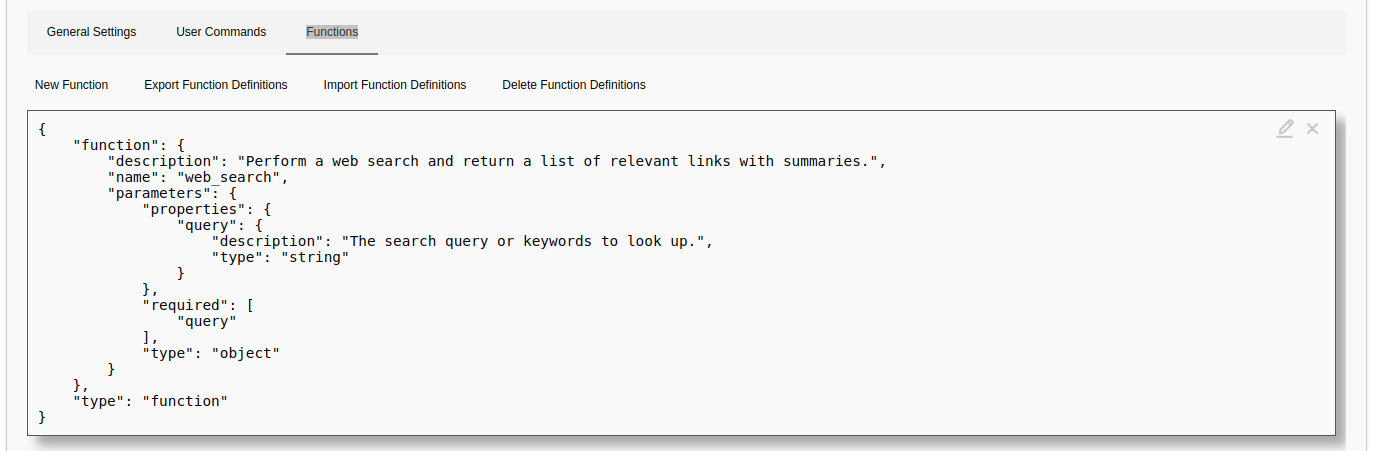 General Settings User Commands Functions
New Function Export Function Definitions Import Function Definitions Delete Function Definitions
{
    "function": {
        "description": "Perform a web search and return a list of relevant links with summaries.",
        "name": "web_search",
        "parameters": {
            "properties": {
                "query": {
                    "description": "The search query or keywords to look up.",
                    "type": "string"
                }
            },
            "required": [
                "query"
            ],
            "type": "object"
        }
    },
    "type": "function"
}